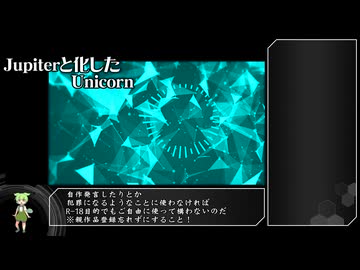 Jupiterと化した
Unicorn
自作発言したりとか
犯罪になるようなことに使わなければ
R-18目的でもご自由に使って構わないのだ
※親作品登録忘れずにすること！